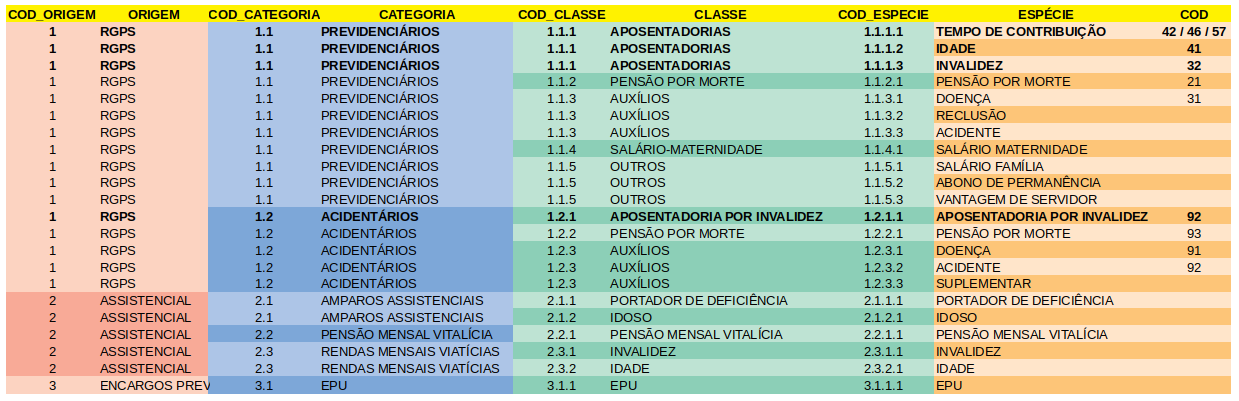 COD_ORIGEM ORIGEM COD_CATEGORIA CATEGORIA COD_CLASSE CLASSE COD_ESPECIE ESPÉCIE COD
1 RGPS 1.1 PREVIDENCIÁRIOS 1.1.1 APOSENTADORIAS 1.1.1.1 TEMPO DE CONTRIBUIÇÃO 42 / 46 / 57
1 RGPS 1.1 PREVIDENCIÁRIOS 1.1.1 APOSENTADORIAS 1.1.1.2 IDADE 41
1 RGPS 1.1 PREVIDENCIÁRIOS 1.1.1 APOSENTADORIAS 1.1.1.3 INVALIDEZ 32
1 RGPS 1.1 PREVIDENCIÁRIOS 1.1.2 PENSÃO POR MORTE 1.1.2.1 PENSÃO POR MORTE 21
1 RGPS 1.1 PREVIDENCIÁRIOS 1.1.3 AUXÍLIOS 1.1.3.1 DOENÇA 31
1 RGPS 1.1 PREVIDENCIÁRIOS 1.1.3 AUXÍLIOS 1.1.3.2 RECLUSÃO
1 RGPS 1.1 PREVIDENCIÁRIOS 1.1.3 AUXÍLIOS 1.1.3.3 ACIDENTE
1 RGPS 1.1 PREVIDENCIÁRIOS 1.1.4 SALÁRIO-MATERNIDADE 1.1.4.1 SALÁRIO MATERNIDADE
1 RGPS 1.1 PREVIDENCIÁRIOS 1.1.5 OUTROS 1.1.5.1 SALÁRIO FAMÍLIA
1 RGPS 1.1 PREVIDENCIÁRIOS 1.1.5 OUTROS 1.1.5.2 ABONO DE PERMANÊNCIA
1 RGPS 1.1 PREVIDENCIÁRIOS 1.1.5 OUTROS 1.1.5.3 VANTAGEM DE SERVIDOR
1 RGPS 1.2 ACIDENTÁRIOS 1.2.1 APOSENTADORIA POR INVALIDEZ 1.2.1.1 APOSENTADORIA POR INVALIDEZ 92
1 RGPS 1.2 ACIDENTÁRIOS 1.2.2 PENSÃO POR MORTE 1.2.2.1 PENSÃO POR MORTE 93
1 RGPS 1.2 ACIDENTÁRIOS 1.2.3 AUXÍLIOS 1.2.3.1 DOENÇA 91
1 RGPS 1.2 ACIDENTÁRIOS 1.2.3 AUXÍLIOS 1.2.3.2 ACIDENTE 92
1 RGPS 1.2 ACIDENTÁRIOS 1.2.3 AUXÍLIOS 1.2.3.3 SUPLEMENTAR
2 ASSISTENCIAL 2.1 AMPAROS ASSISTENCIAIS 2.1.1 PORTADOR DE DEFICIÊNCIA 2.1.1.1 PORTADOR DE DEFICIÊNCIA
2 ASSISTENCIAL 2.1 AMPAROS ASSISTENCIAIS 2.1.2 IDOSO 2.1.2.1 IDOSO
2 ASSISTENCIAL 2.2 PENSÃO MENSAL VITALÍCIA 2.2.1 PENSÃO MENSAL VITALÍCIA 2.2.1.1 PENSÃO MENSAL VITALÍCIA
2 ASSISTENCIAL 2.3 RENDAS MENSAIS VIATÍCIAS 2.3.1 INVALIDEZ 2.3.1.1 INVALIDEZ
2 ASSISTENCIAL 2.3 RENDAS MENSAIS VIATÍCIAS 2.3.2 IDADE 2.3.2.1 IDADE
3 ENCARGOS PREV 3.1 EPU 3.1.1 EPU 3.1.1.1 EPU